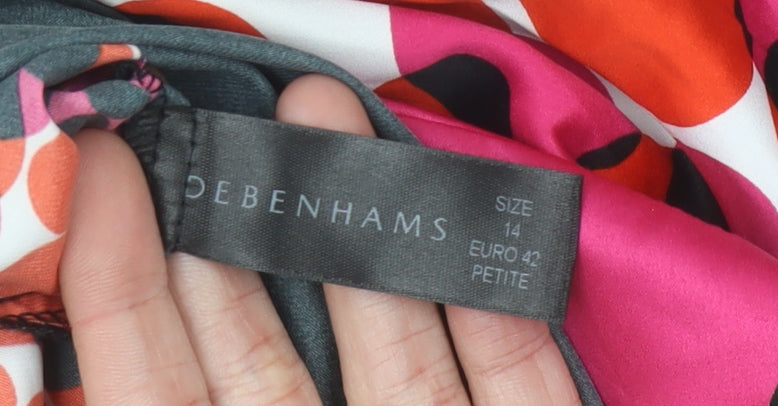 DEBENHAMS
SIZE
14
EURO 42
PETITE